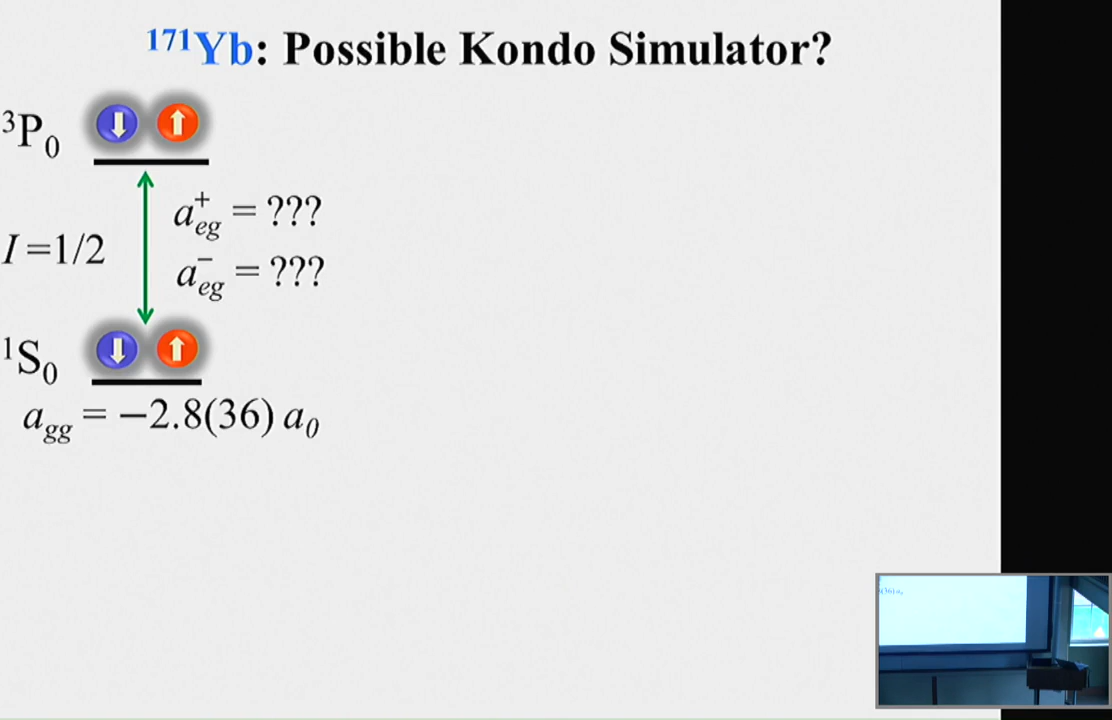 ¹⁷¹Yb: Possible Kondo Simulator?
³P₀
a⁺eg = ???
I=1/2
a⁻eg = ???
¹S₀
agg = −2.8(36) a₀